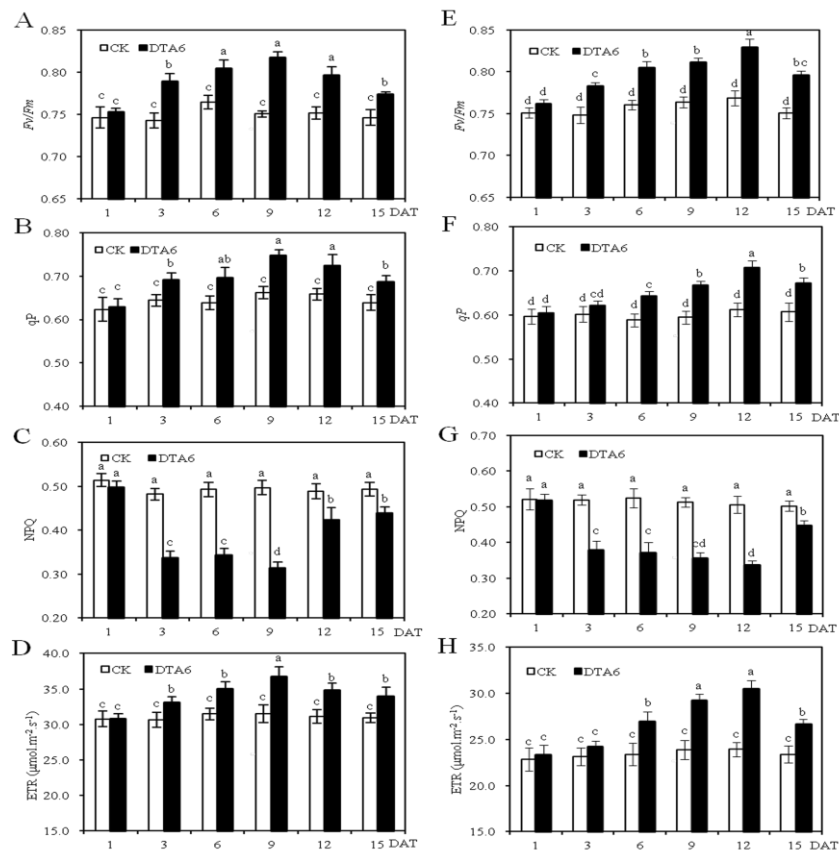 A
0.85
0.80
0.75
0.70
0.65
Fv/Fm
CK DTA6
c c c b c a c a c a c c
1 3 6 9 12 15 DAT
B
0.80
0.70
0.60
0.50
0.40
qP
CK DTA6
c c c b c ab c a c a c b
1 3 6 9 12 15 DAT
C
0.60
0.50
0.40
0.30
0.20
NPQ
CK DTA6
a a a c a c a d a b a b
1 3 6 9 12 15 DAT
D
40.0
35.0
30.0
25.0
20.0
15.0
ETR (μmol.m-2.s-1)
CK DTA6
c c c b c b c a c b c b
1 3 6 9 12 15 DAT
E
0.85
0.80
0.75
0.70
0.65
Fv/Fm
CK DTA6
d d d c d b d b d a d bc
1 3 6 9 12 15 DAT
F
0.80
0.70
0.60
0.50
0.40
qP
CK DTA6
d d d cd d c d b d a d b
1 3 6 9 12 15 DAT
G
0.70
0.60
0.50
0.40
0.30
0.20
NPQ
CK DTA6
a a a c a c a cd a d a b
1 3 6 9 12 15 DAT
H
35.0
30.0
25.0
20.0
15.0
ETR (μmol.m-2.s-1)
CK DTA6
c c c c c b c a c a c b
1 3 6 9 12 15 DAT